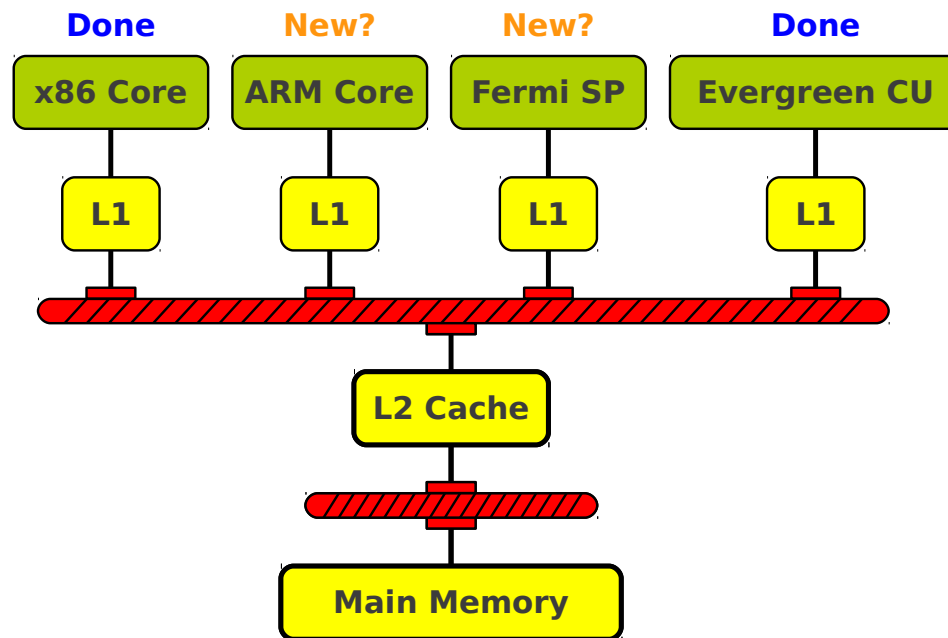 Done
New?
New?
Done
x86 Core
ARM Core
Fermi SP
Evergreen CU
L1
L1
L1
L1
L2 Cache
Main Memory